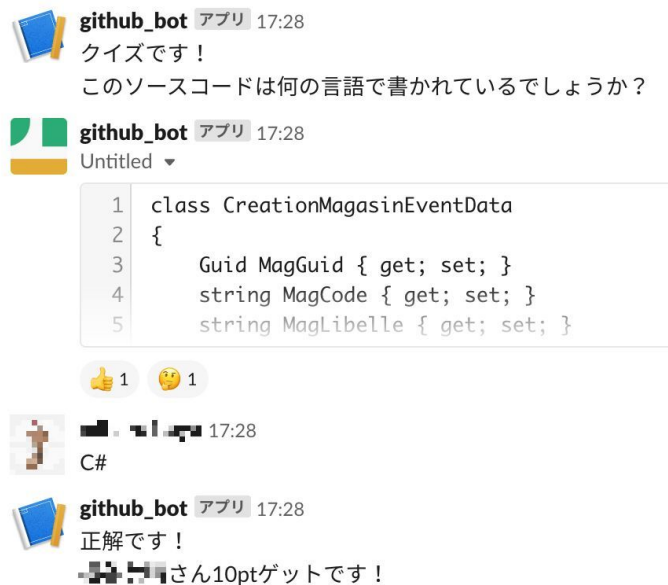 github_bot アプリ 17:28
クイズです！
このソースコードは何の言語で書かれているでしょうか？
github_bot アプリ 17:28
Untitled
1 class CreationMagasinEventData
2 {
3 Guid MagGuid { get; set; }
4 string MagCode { get; set; }
5 string MagLibelle { get; set; }
👍 1 🤔 1
17:28
C#
github_bot アプリ 17:28
正解です！
さん10ptゲットです！